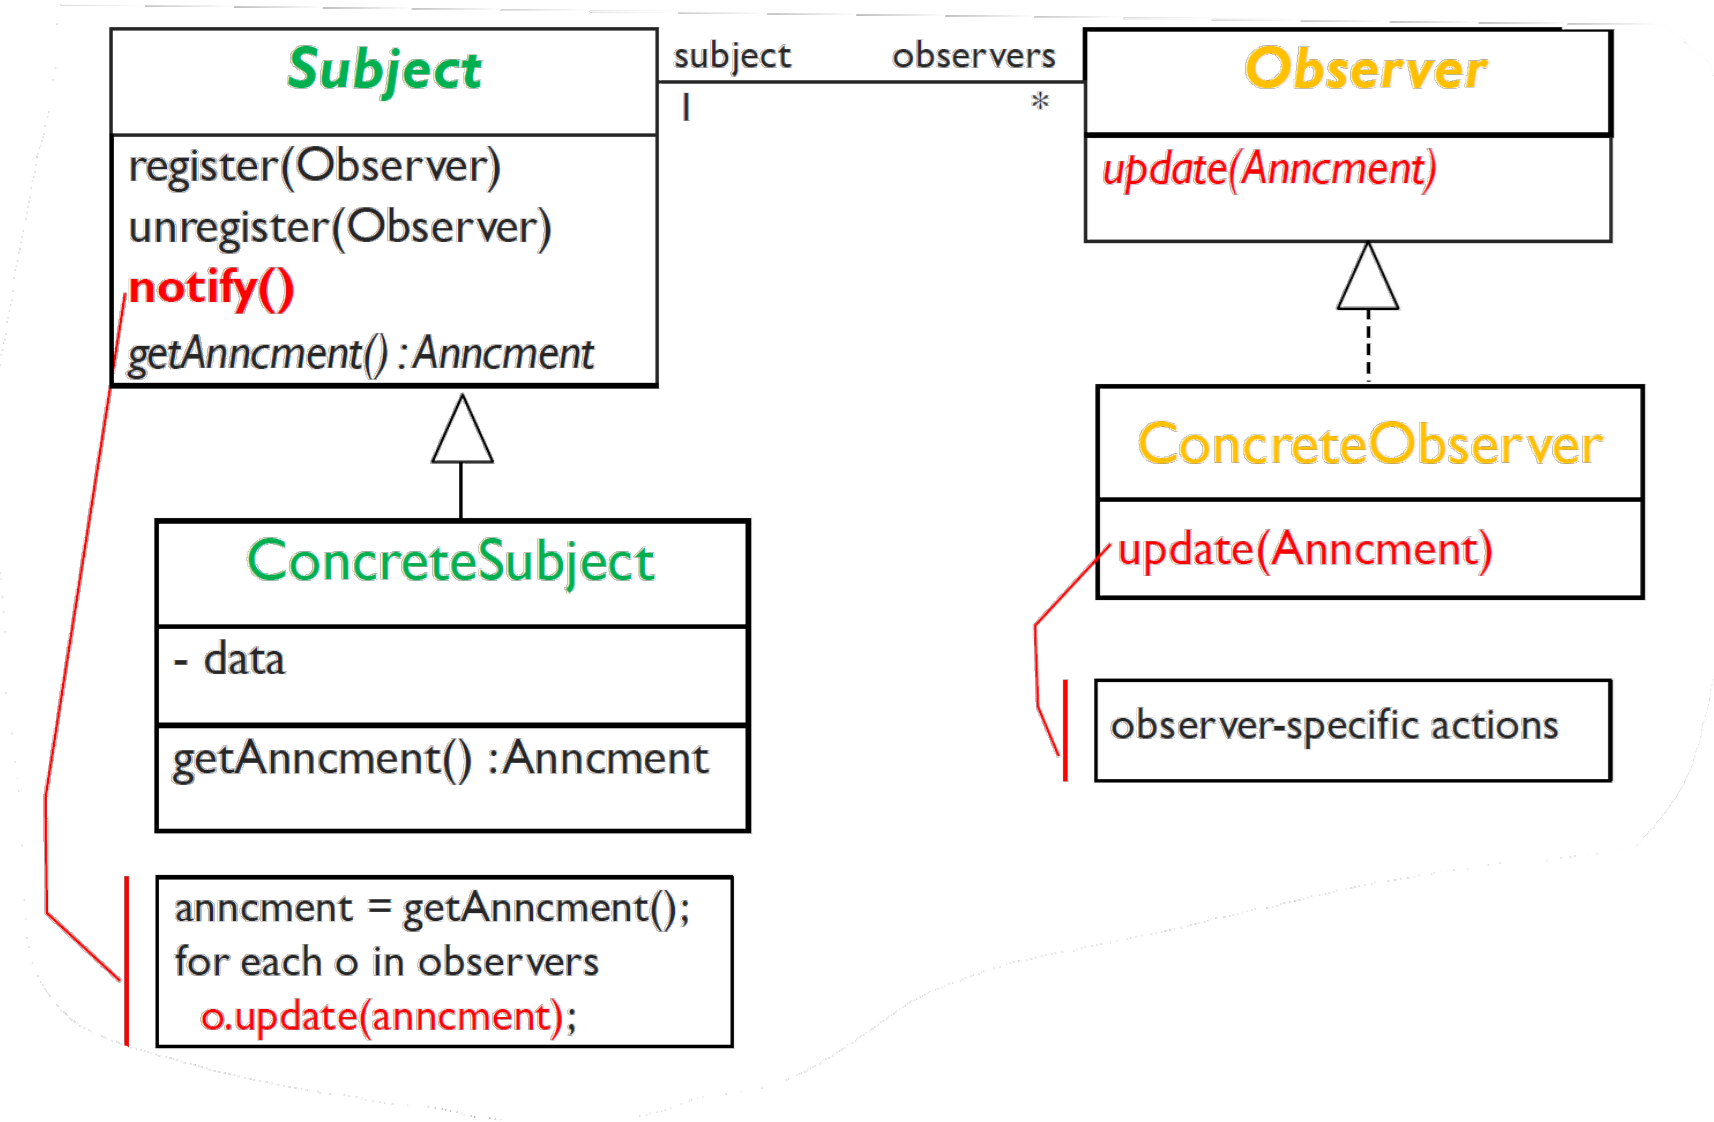 Subject
register(Observer)
unregister(Observer)
notify()
getAnncment() : Anncment
subject
observers
1
*
Observer
update(Anncment)
ConcreteSubject
- data
getAnncment() : Anncment
anncment = getAnncment();
for each o in observers
o.update(anncment);
ConcreteObserver
update(Anncment)
observer-specific actions